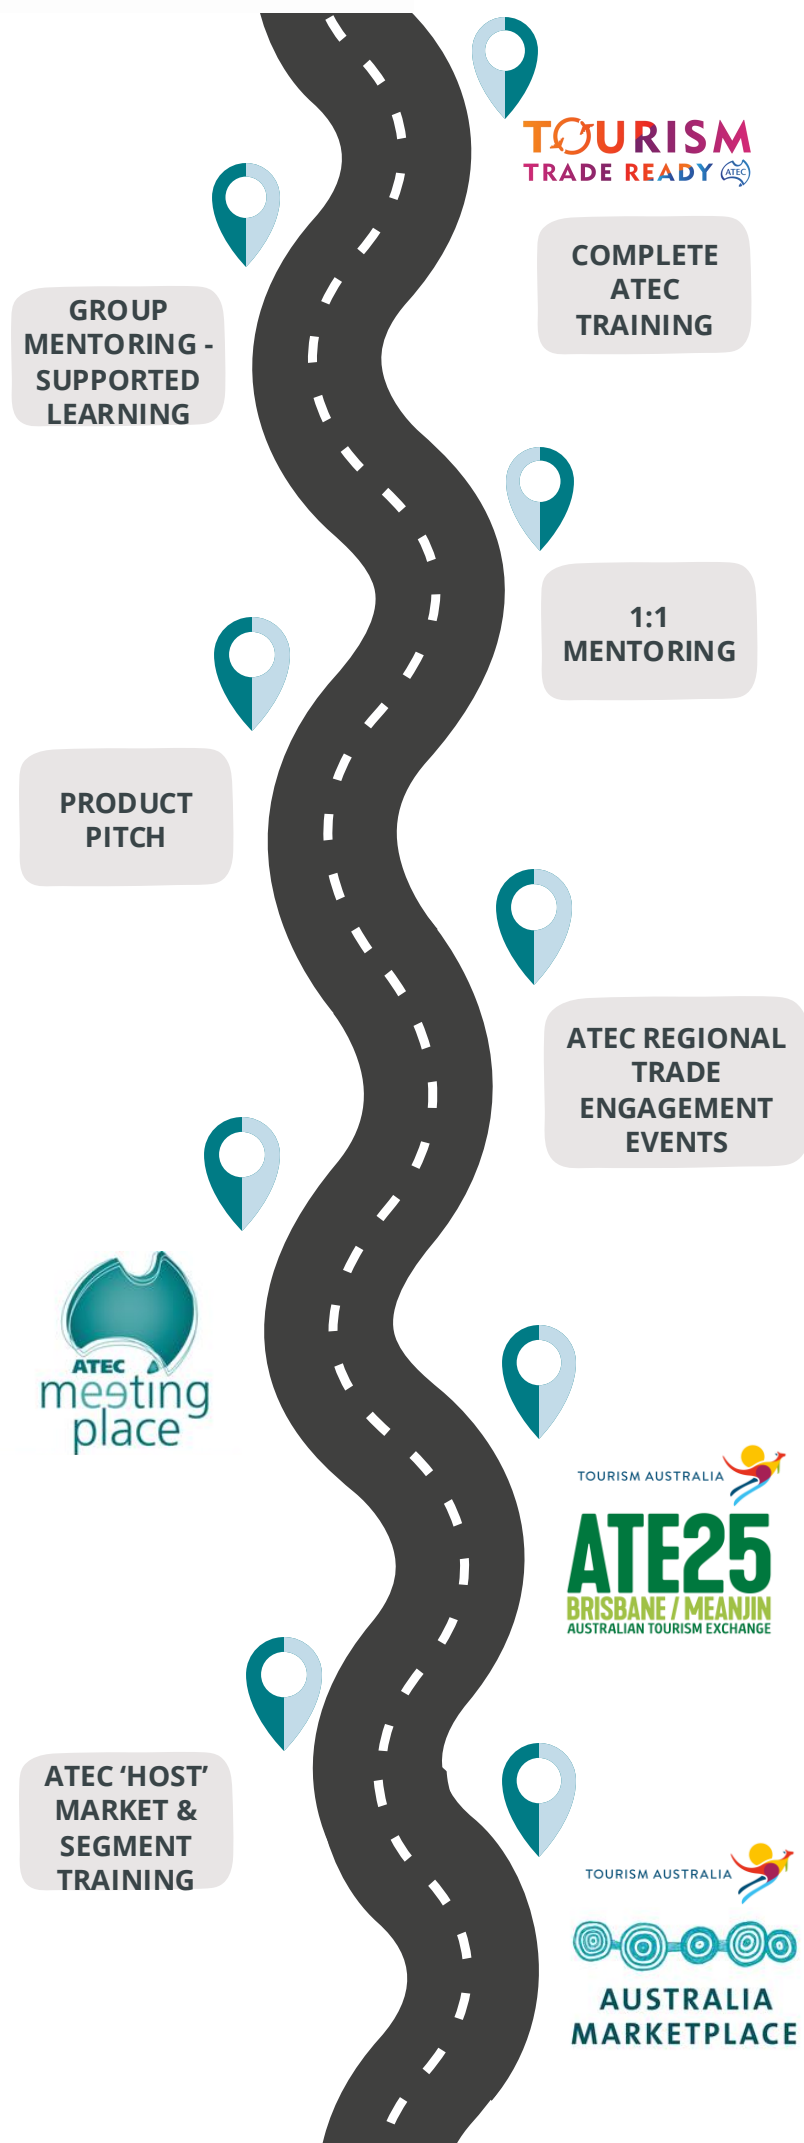 TOURISM
TRADE READY ATEC
COMPLETE
ATEC
TRAINING
GROUP
MENTORING -
SUPPORTED
LEARNING
1:1
MENTORING
PRODUCT
PITCH
ATEC REGIONAL
TRADE
ENGAGEMENT
EVENTS
ATEC
meeting
place
TOURISM AUSTRALIA
ATE25
BRISBANE / MEANJIN
AUSTRALIAN TOURISM EXCHANGE
ATEC ‘HOST’
MARKET &
SEGMENT
TRAINING
TOURISM AUSTRALIA
AUSTRALIA
MARKETPLACE